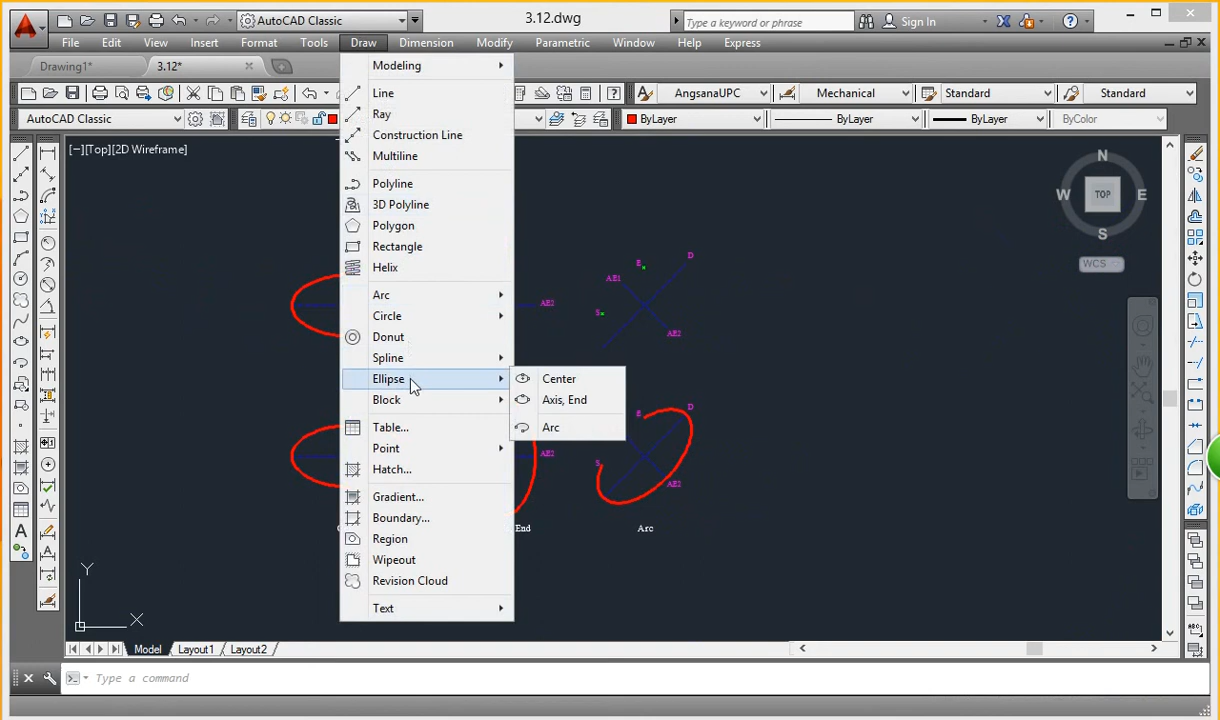 AutoCAD Classic
3.12.dwg
Type a keyword or phrase
Sign In
File Edit View Insert Format Tools Draw Dimension Modify Parametric Window Help Express
Drawing1* 3.12*
AngsanaUPC Mechanical Standard Standard
AutoCAD Classic ByLayer ByLayer ByLayer ByColor
[−][Top][2D Wireframe]
Modeling
Line
Ray
Construction Line
Multiline
Polyline
3D Polyline
Polygon
Rectangle
Helix
Arc
Circle
Donut
Spline
Ellipse
Block
Table...
Point
Hatch...
Gradient...
Boundary...
Region
Wipeout
Revision Cloud
Text
Center
Axis, End
Arc
N
W TOP E
S
WCS
AE2
E D
AE1
S
AE2
E D
AE2
S
AE2
End
Arc
Y
X
Model Layout1 Layout2
Type a command